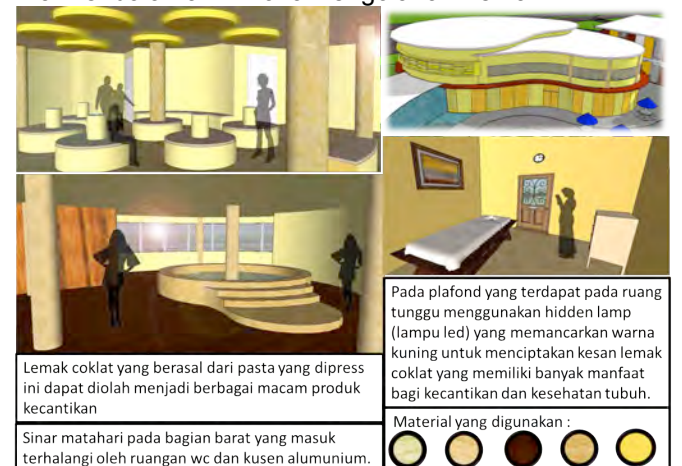 Lemak coklat yang berasal dari pasta yang dipress
ini dapat diolah menjadi berbagai macam produk
kecantikan
Sinar matahari pada bagian barat yang masuk
terhalangi oleh ruangan wc dan kusen alumunium.
Pada plafond yang terdapat pada ruang
tunggu menggunakan hidden lamp
(lampu led) yang memancarkan warna
kuning untuk menciptakan kesan lemak
coklat yang memiliki banyak manfaat
bagi kecantikan dan kesehatan tubuh.
Material yang digunakan :